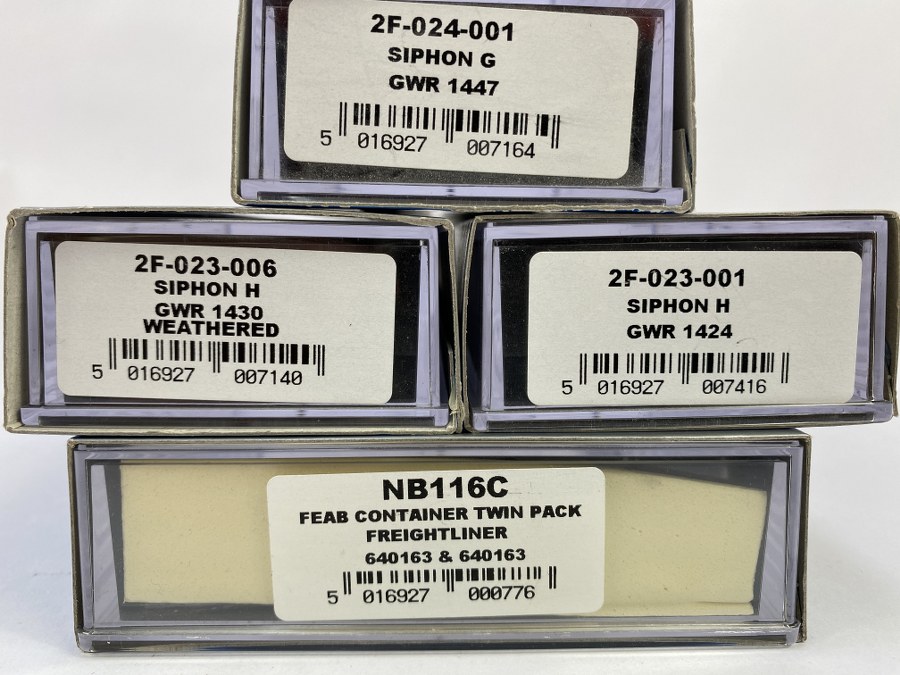 2F-024-001
SIPHON G
GWR 1447
5 016927 007164
2F-023-006
SIPHON H
GWR 1430
WEATHERED
5 016927 007140
2F-023-001
SIPHON H
GWR 1424
5 016927 007416
NB116C
FEAB CONTAINER TWIN PACK
FREIGHTLINER
640163 & 640163
5 016927 000776